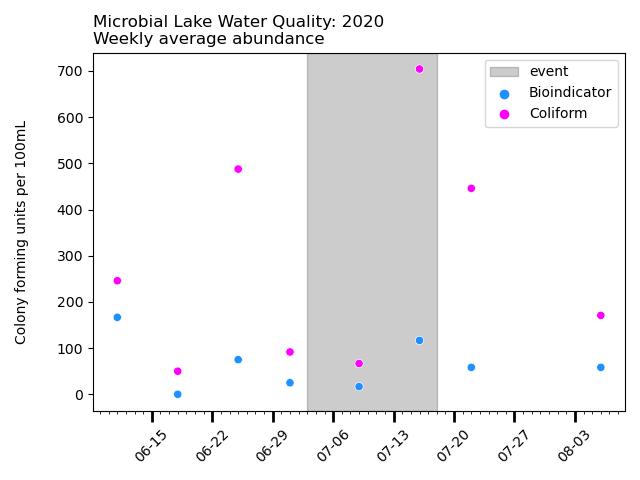 Microbial Lake Water Quality: 2020
Weekly average abundance
event
Bioindicator
Coliform
Colony forming units per 100mL
700
600
500
400
300
200
100
0
06-15
06-22
06-29
07-06
07-13
07-20
07-27
08-03